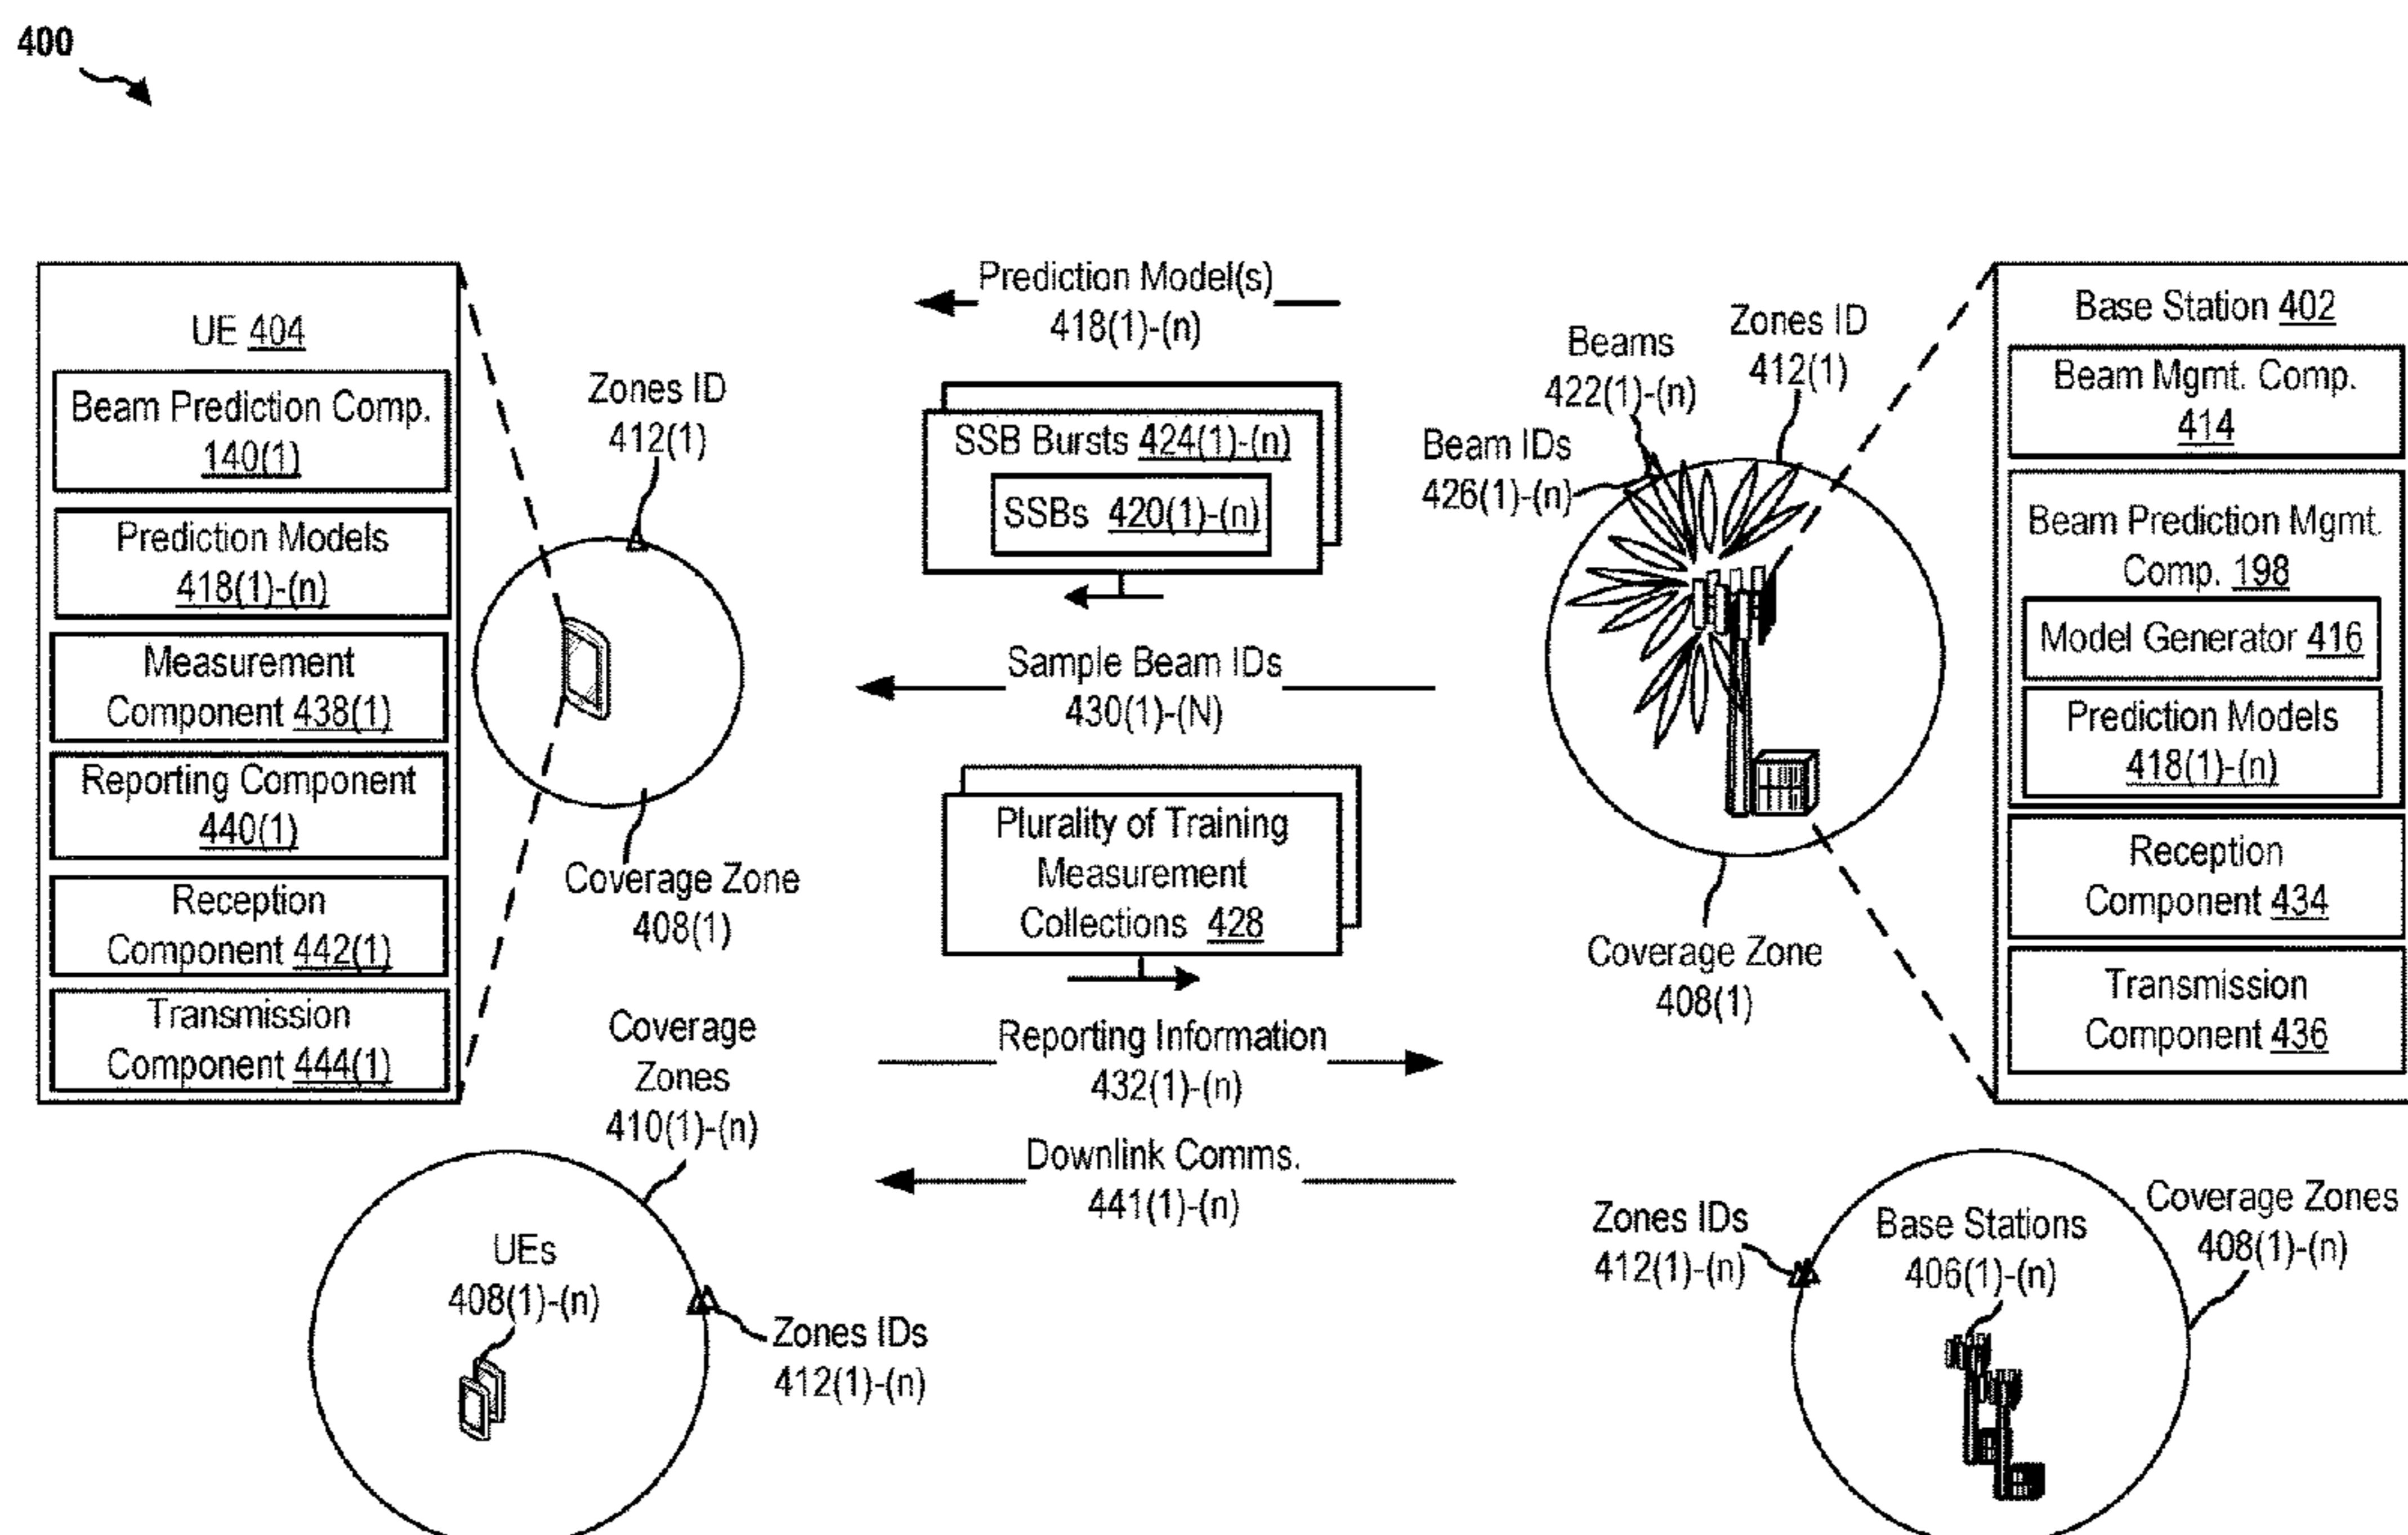 400
UE 404
Beam Prediction Comp.
140(1)
Prediction Models
418(1)-(n)
Measurement
Component 438(1)
Reporting Component
440(1)
Reception
Component 442(1)
Transmission
Component 444(1)
Zones ID
412(1)
Coverage Zone
408(1)
Prediction Model(s)
418(1)-(n)
SSB Bursts 424(1)-(n)
SSBs 420(1)-(n)
Sample Beam IDs
430(1)-(N)
Plurality of Training
Measurement
Collections 428
Reporting Information
432(1)-(n)
Downlink Comms.
441(1)-(n)
Beams
422(1)-(n)
Zones ID
412(1)
Beam IDs
426(1)-(n)
Coverage Zone
408(1)
Base Station 402
Beam Mgmt. Comp.
414
Beam Prediction Mgmt.
Comp. 198
Model Generator 416
Prediction Models
418(1)-(n)
Reception
Component 434
Transmission
Component 436
Coverage
Zones
410(1)-(n)
UEs
408(1)-(n)
Zones IDs
412(1)-(n)
Zones IDs
412(1)-(n)
Base Stations
406(1)-(n)
Coverage Zones
408(1)-(n)